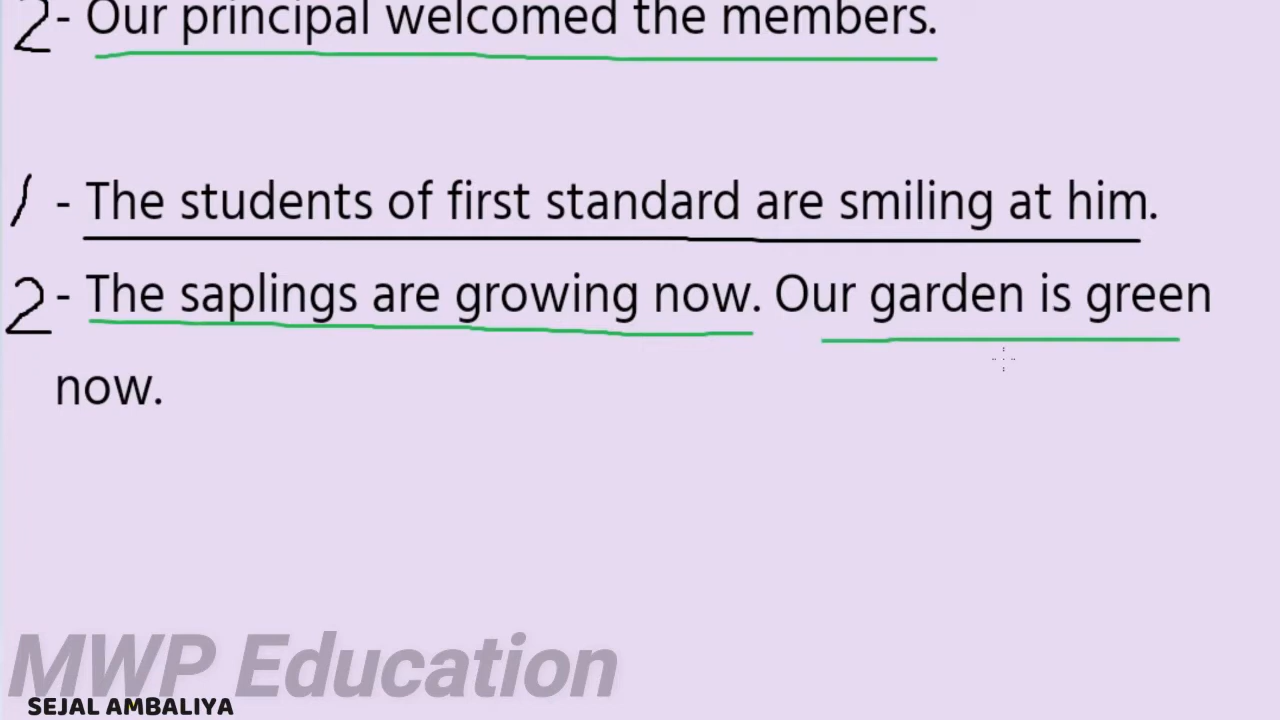 2- Our principal welcomed the members.
1 - The students of first standard are smiling at him.
2- The saplings are growing now. Our garden is green
now.
MWP Education
SEJAL AMBALIYA